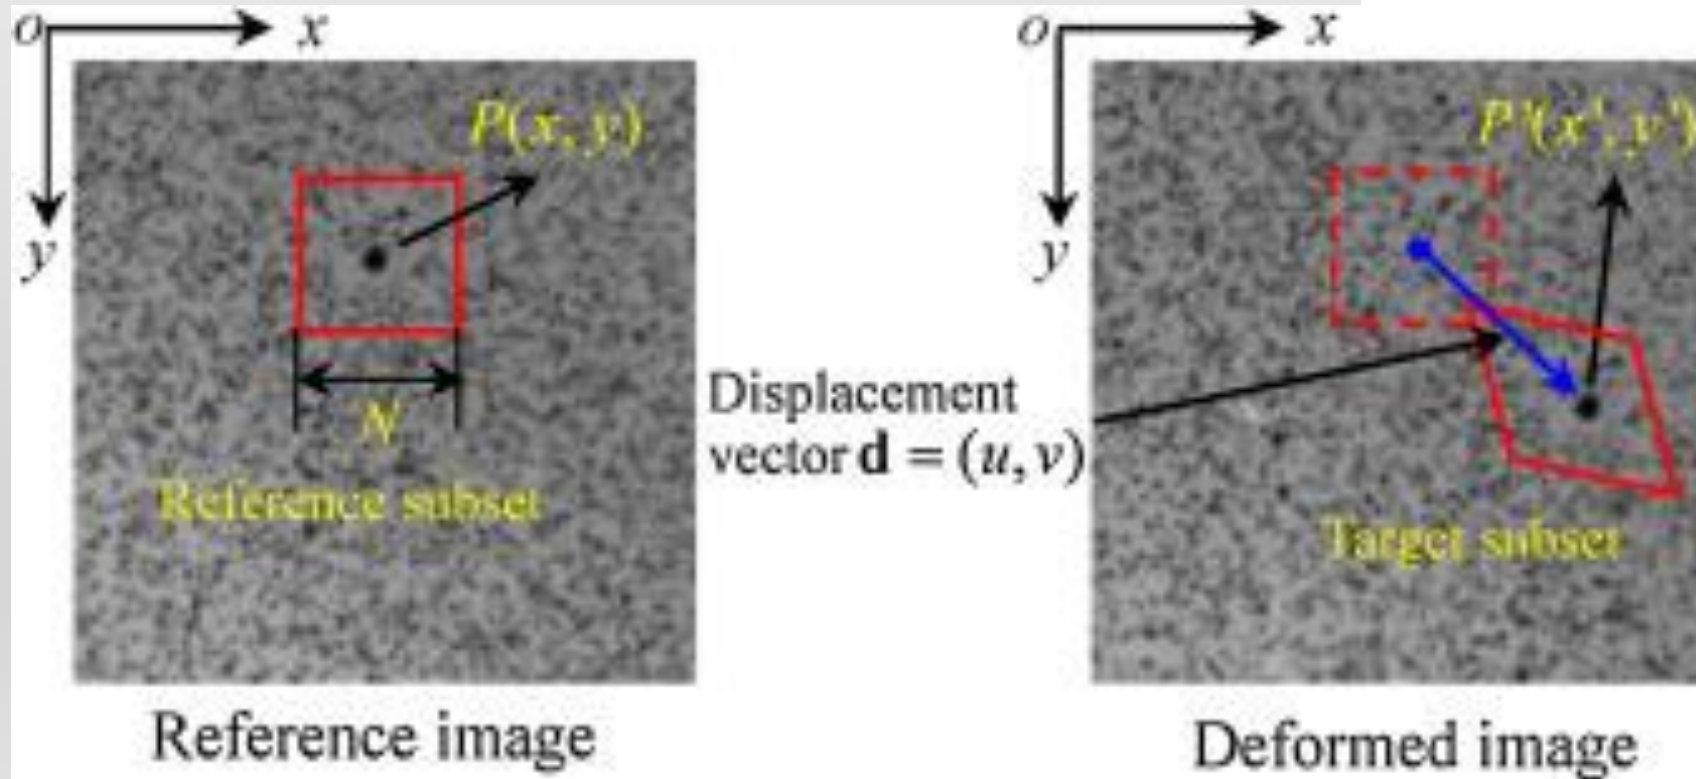 o x
y
P(x, y)
N
Reference subset
Reference image
Displacement
vector d = (u, v)
o x
y
P'(x', y')
Target subset
Deformed image